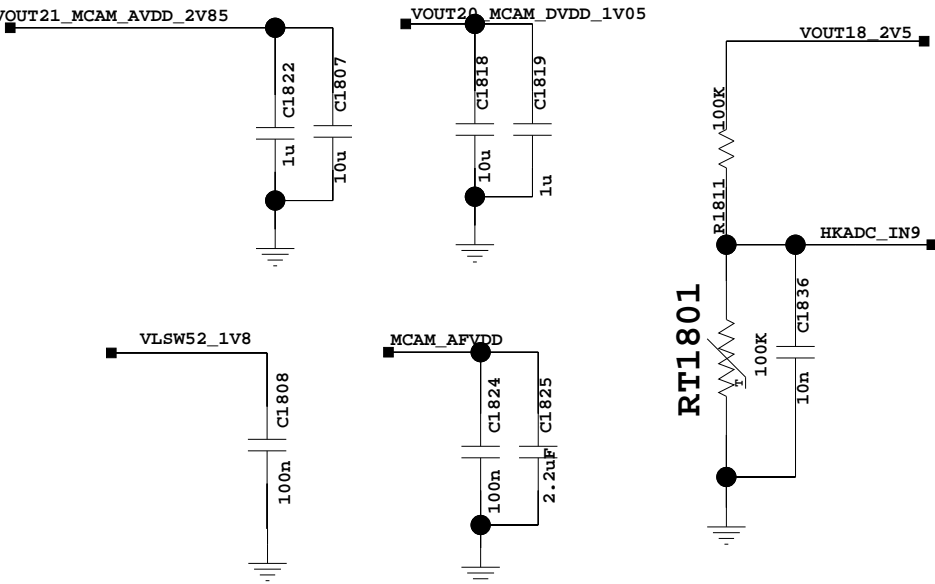 VOUT21_MCAM_AVDD_2V85
C1822
1u
C1807
10u
VOUT20_MCAM_DVDD_1V05
C1818
10u
C1819
1u
VOUT18_2V5
100K
R1811
HKADC_IN9
RT1801
100K
T
C1836
10n
VLSW52_1V8
C1808
100n
MCAM_AFVDD
C1824
100n
C1825
2.2uF